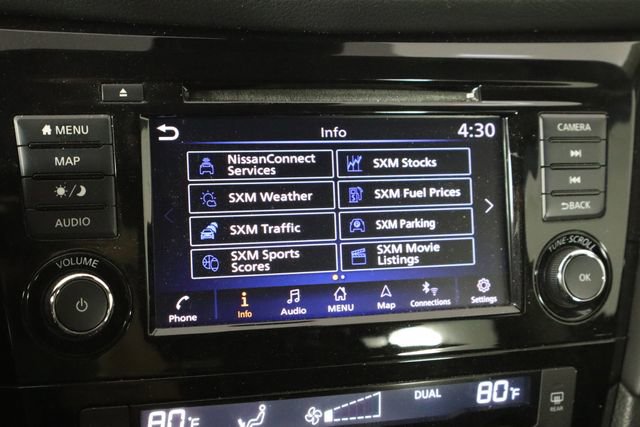 MENU
MAP
AUDIO
VOLUME
Info
4:30
NissanConnect
Services
SXM Stocks
SXM Weather
SXM Fuel Prices
SXM Traffic
SXM Parking
SXM Sports
Scores
SXM Movie
Listings
Phone
Info
Audio
MENU
Map
Connections
Settings
CAMERA
BACK
TUNE·SCROLL
OK
80°F
DUAL
80°F
REAR